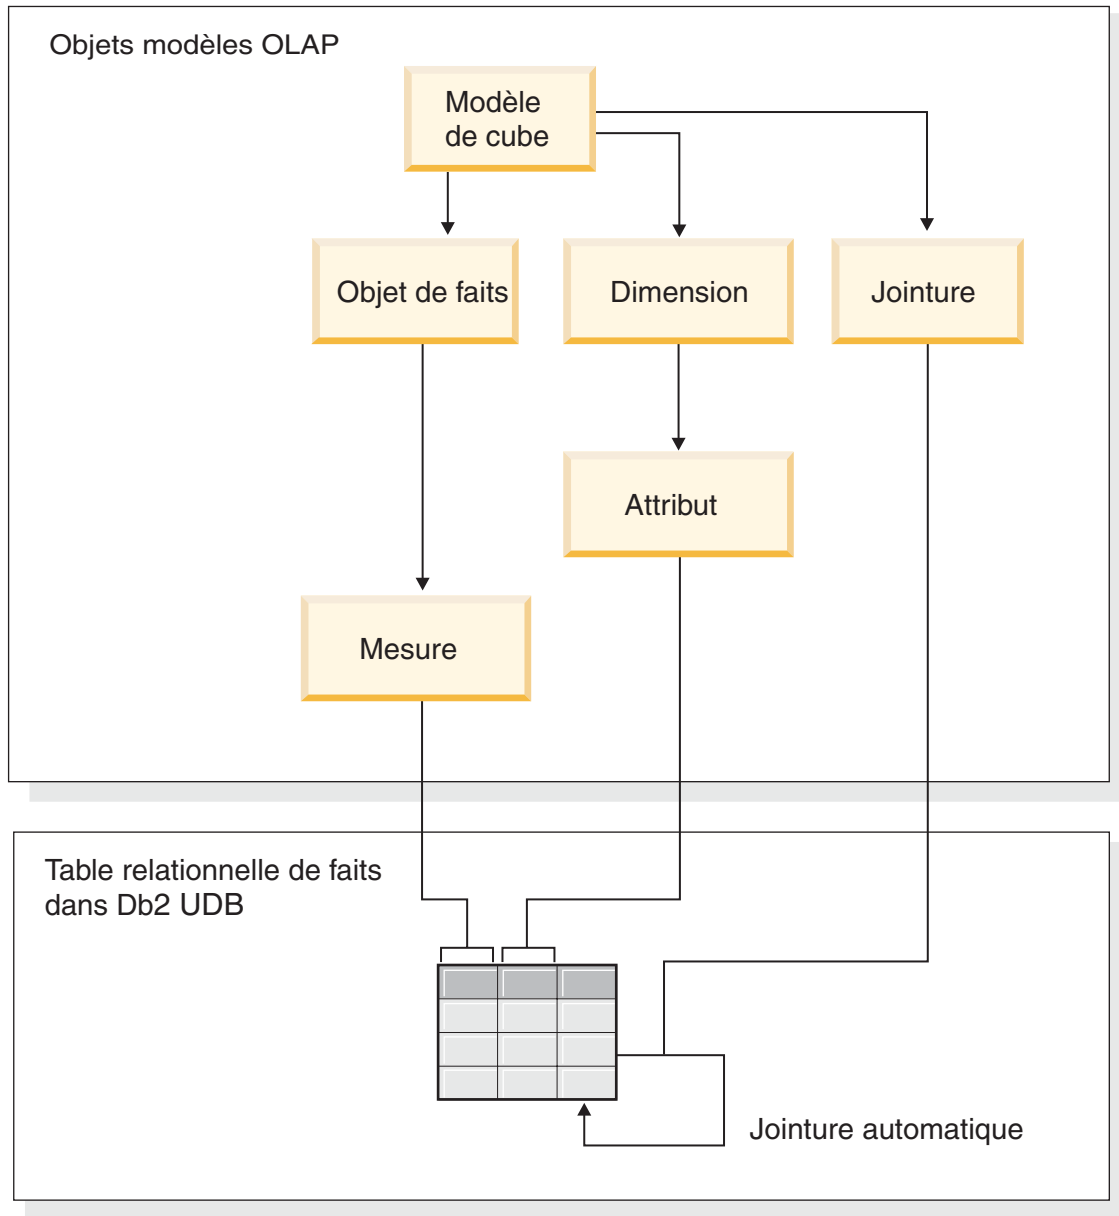 Objets modèles OLAP
Modèle
de cube
Objet de faits
Dimension
Jointure
Attribut
Mesure
Table relationnelle de faits
dans Db2 UDB
Jointure automatique